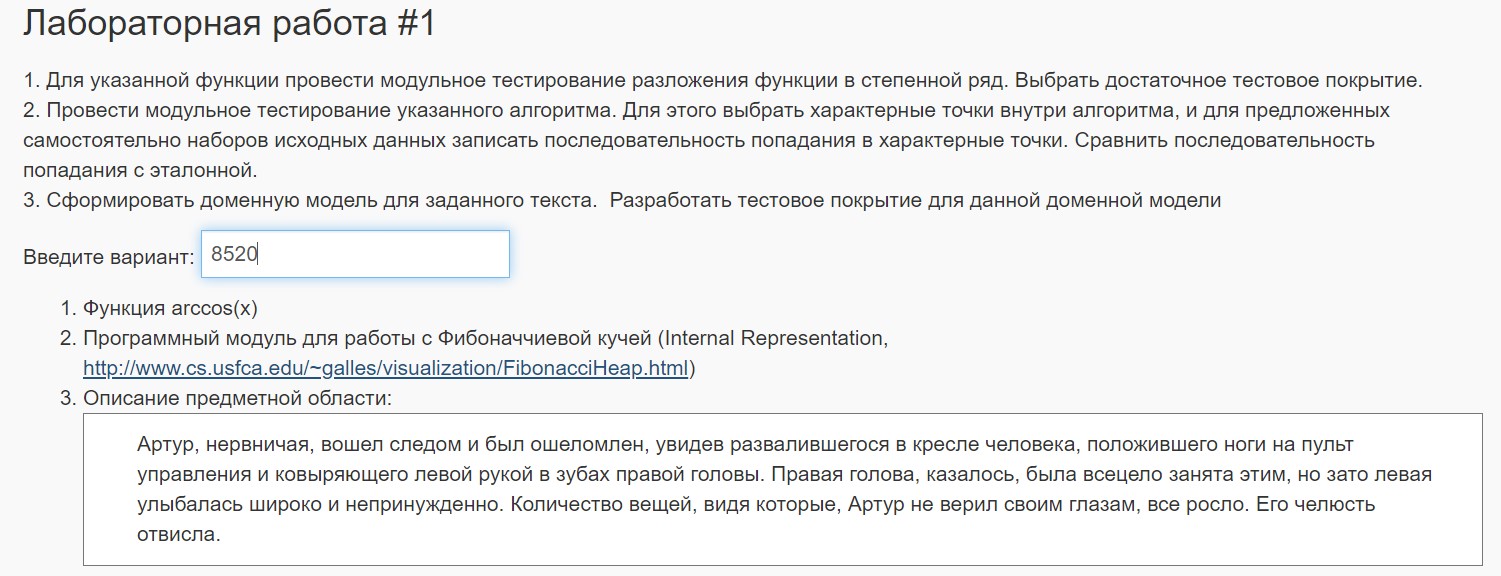 Лабораторная работа #1
1. Для указанной функции провести модульное тестирование разложения функции в степенной ряд. Выбрать достаточное тестовое покрытие.
2. Провести модульное тестирование указанного алгоритма. Для этого выбрать характерные точки внутри алгоритма, и для предложенных
самостоятельно наборов исходных данных записать последовательность попадания в характерные точки. Сравнить последовательность
попадания с эталонной.
3. Сформировать доменную модель для заданного текста.  Разработать тестовое покрытие для данной доменной модели
Введите вариант: 8520
1. Функция arccos(x)
2. Программный модуль для работы с Фибоначчиевой кучей (Internal Representation,
http://www.cs.usfca.edu/~galles/visualization/FibonacciHeap.html)
3. Описание предметной области:
Артур, нервничая, вошел следом и был ошеломлен, увидев развалившегося в кресле человека, положившего ноги на пульт
управления и ковыряющего левой рукой в зубах правой головы. Правая голова, казалось, была всецело занята этим, но зато левая
улыбалась широко и непринужденно. Количество вещей, видя которые, Артур не верил своим глазам, все росло. Его челюсть
отвисла.